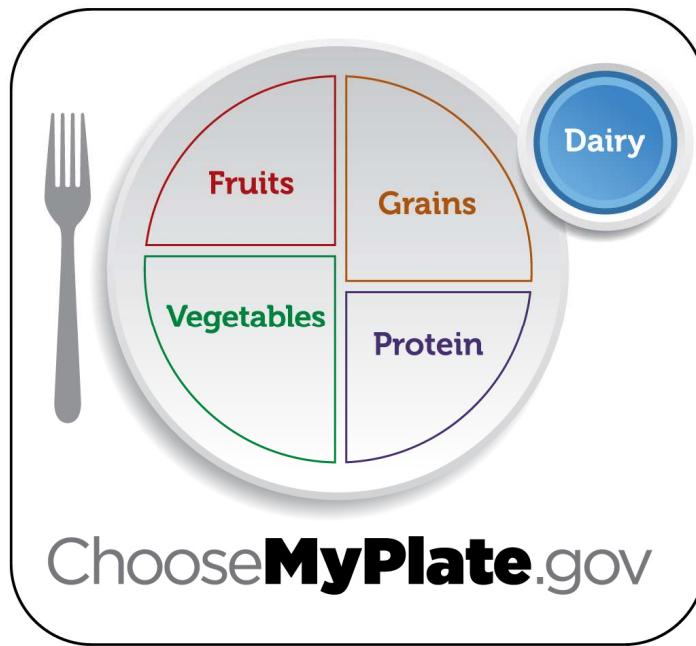 Dairy
Fruits
Grains
Vegetables
Protein
ChooseMyPlate.gov